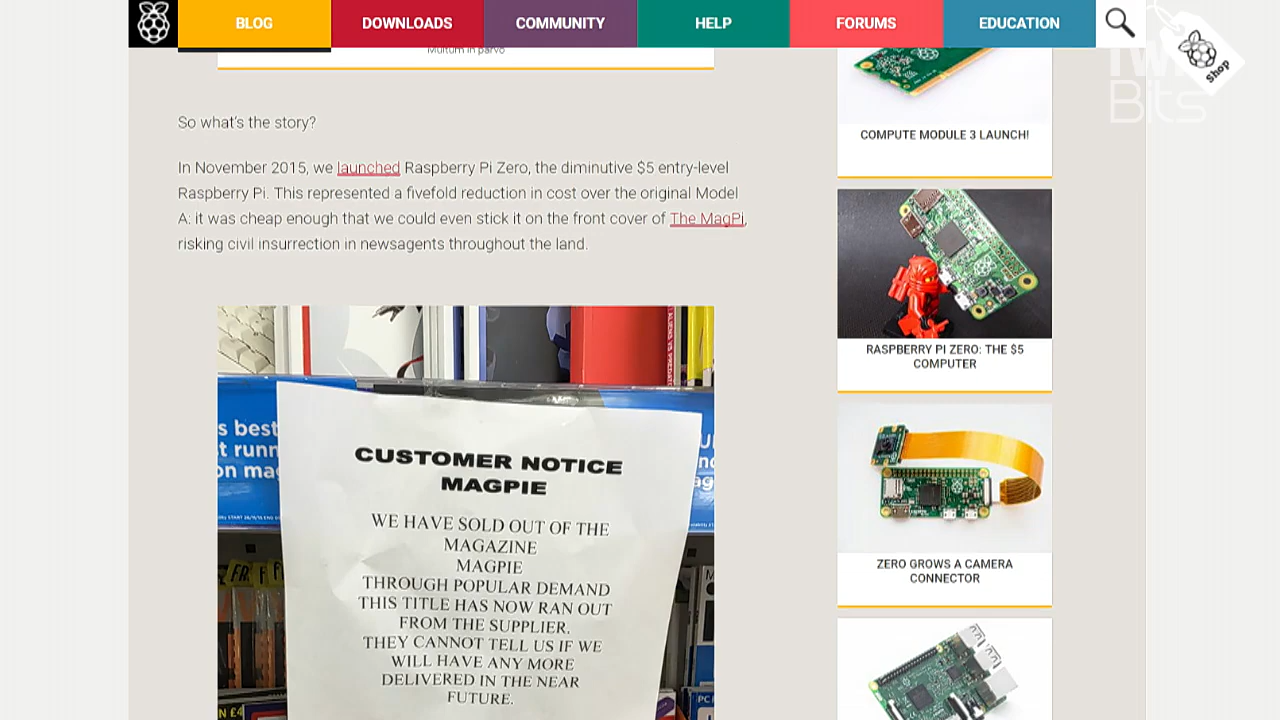 BLOG
DOWNLOADS
COMMUNITY
HELP
FORUMS
EDUCATION
Shop
TWiT
Bits
Multum in parvo
So what's the story?
In November 2015, we launched Raspberry Pi Zero, the diminutive $5 entry-level
Raspberry Pi. This represented a fivefold reduction in cost over the original Model
A: it was cheap enough that we could even stick it on the front cover of The MagPi,
risking civil insurrection in newsagents throughout the land.
s best
t runn
on mag
CUSTOMER NOTICE
MAGPIE
WE HAVE SOLD OUT OF THE
MAGAZINE
MAGPIE
THROUGH POPULAR DEMAND
THIS TITLE HAS NOW RAN OUT
FROM THE SUPPLIER.
THEY CANNOT TELL US IF WE
WILL HAVE ANY MORE
DELIVERED IN THE NEAR
FUTURE.
COMPUTE MODULE 3 LAUNCH!
RASPBERRY PI ZERO: THE $5
COMPUTER
ZERO GROWS A CAMERA
CONNECTOR